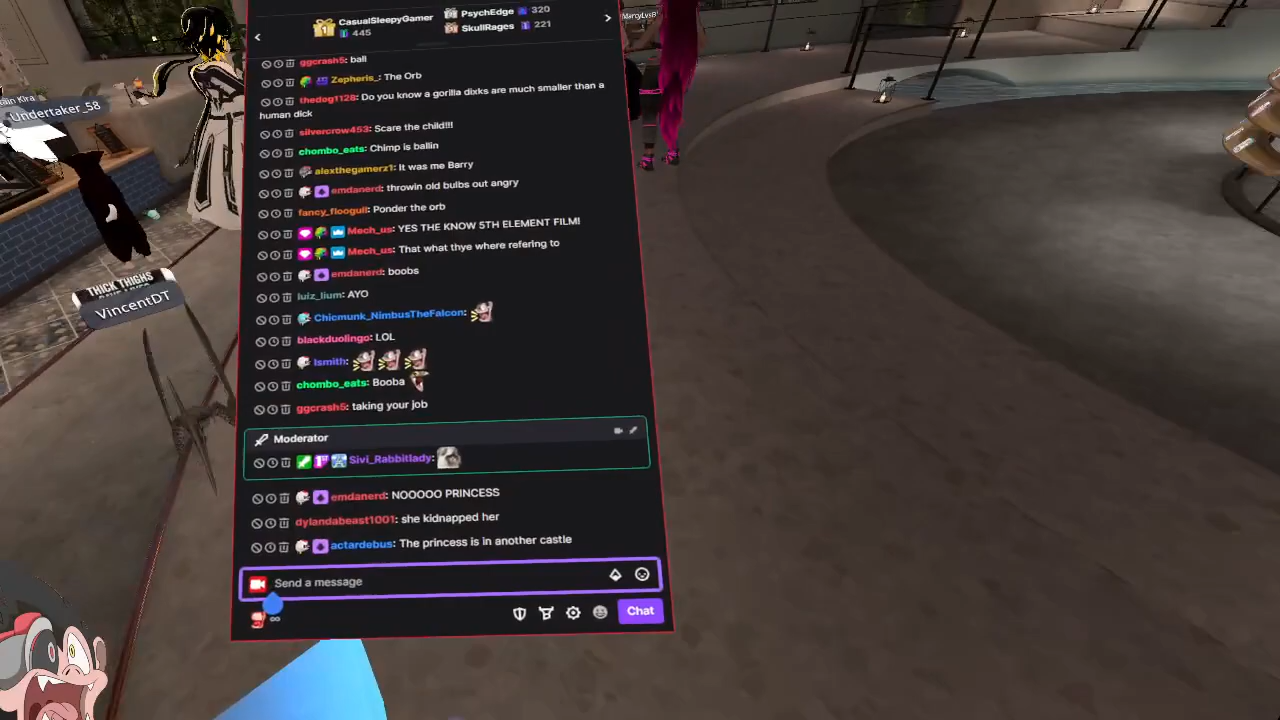 CasualSleepyGamer
445
PsychEdge 320
SkullRages 221
ggcrash5: ball
Zepheris_: The Orb
thedog1128: Do you know a gorilla dixks are much smaller than a
human dick
silvercrow453: Scare the child!!!
chombo_eats: Chimp is ballin
alexthegamerz1: It was me Barry
emdanerd: throwin old bulbs out angry
fancy_floogull: Ponder the orb
Mech_us: YES THE KNOW 5TH ELEMENT FILM!
Mech_us: That what thye where refering to
emdanerd: boobs
luiz_lium: AYO
Chicmunk_NimbusTheFalcon:
blackduolingo: LOL
lsmith:
chombo_eats: Booba
ggcrash5: taking your job
Moderator
Sivi_Rabbitlady:
emdanerd: NOOOOO PRINCESS
dylandabeast1001: she kidnapped her
actardebus: The princess is in another castle
Send a message
Chat
Undertaker_58
THICK THIGHS
VincentDT